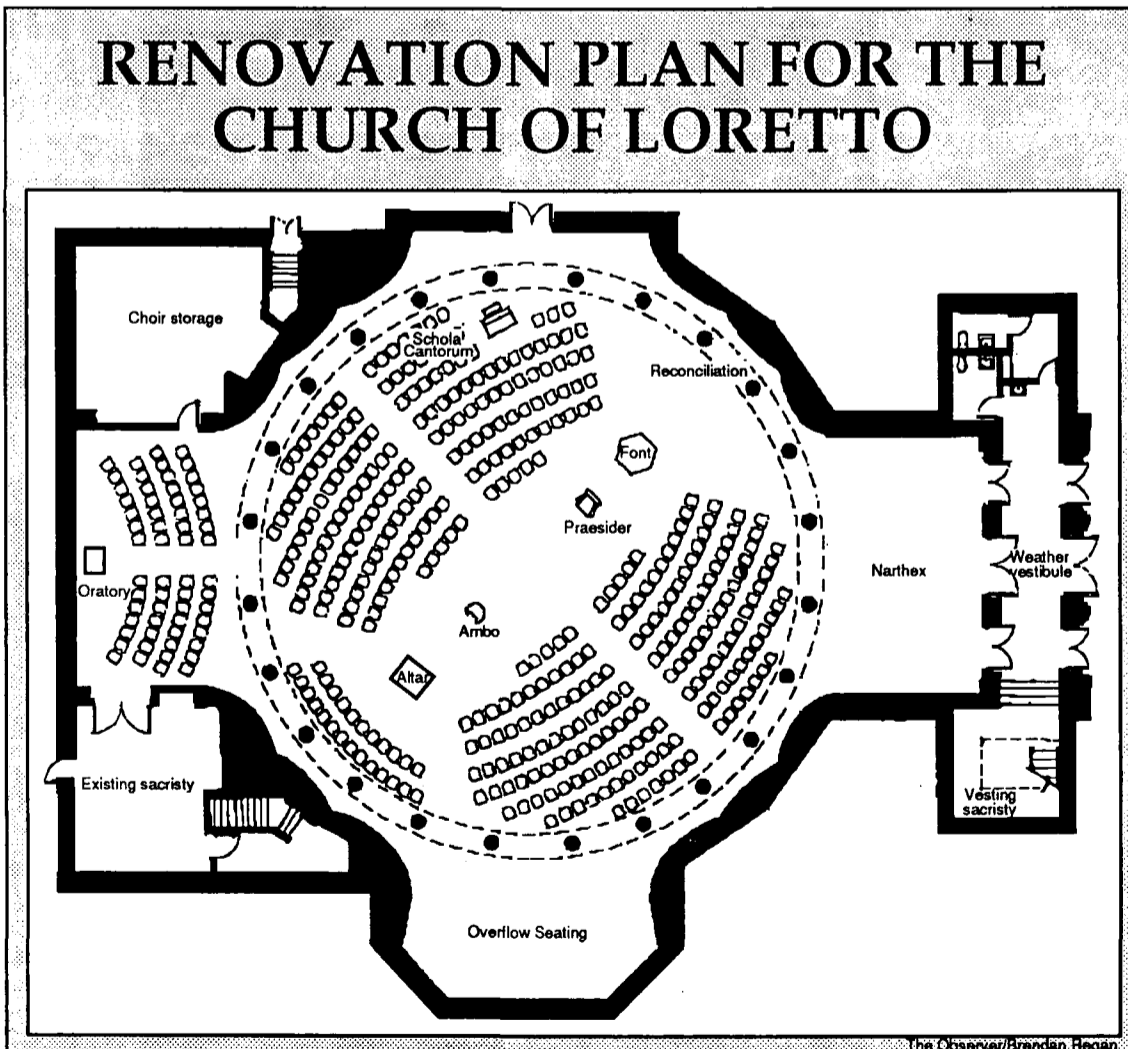 RENOVATION PLAN FOR THE
CHURCH OF LORETTO
Choir storage
Schola
Cantorum
Reconciliation
Font
Praesider
Oratory
Narthex
Weather
vestibule
Ambo
Altar
Existing sacristy
Vesting
sacristy
Overflow Seating
The Observer/Brendan Regan